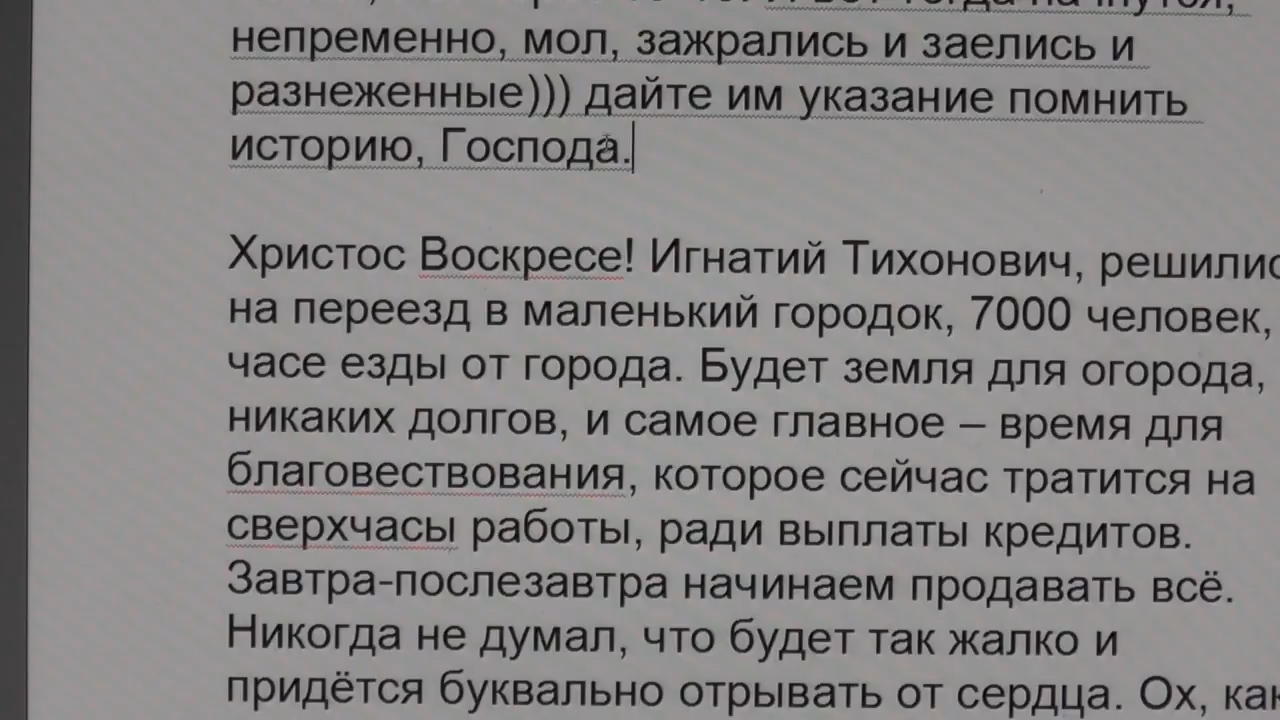 непременно, мол, зажрались и заелись и
разнеженные))) дайте им указание помнить
историю, Господа.
Христос Воскресе! Игнатий Тихонович,
на переезд в маленький городок, 7000 человек,
часе езды от города. Будет земля для огорода,
никаких долгов, и самое главное – время для
благовествования, которое сейчас тратится на
сверхчасы работы, ради выплаты кредитов.
Завтра-послезавтра начинаем продавать всё.
Никогда не думал, что будет так жалко и
придётся буквально отрывать от сердца. Ох,